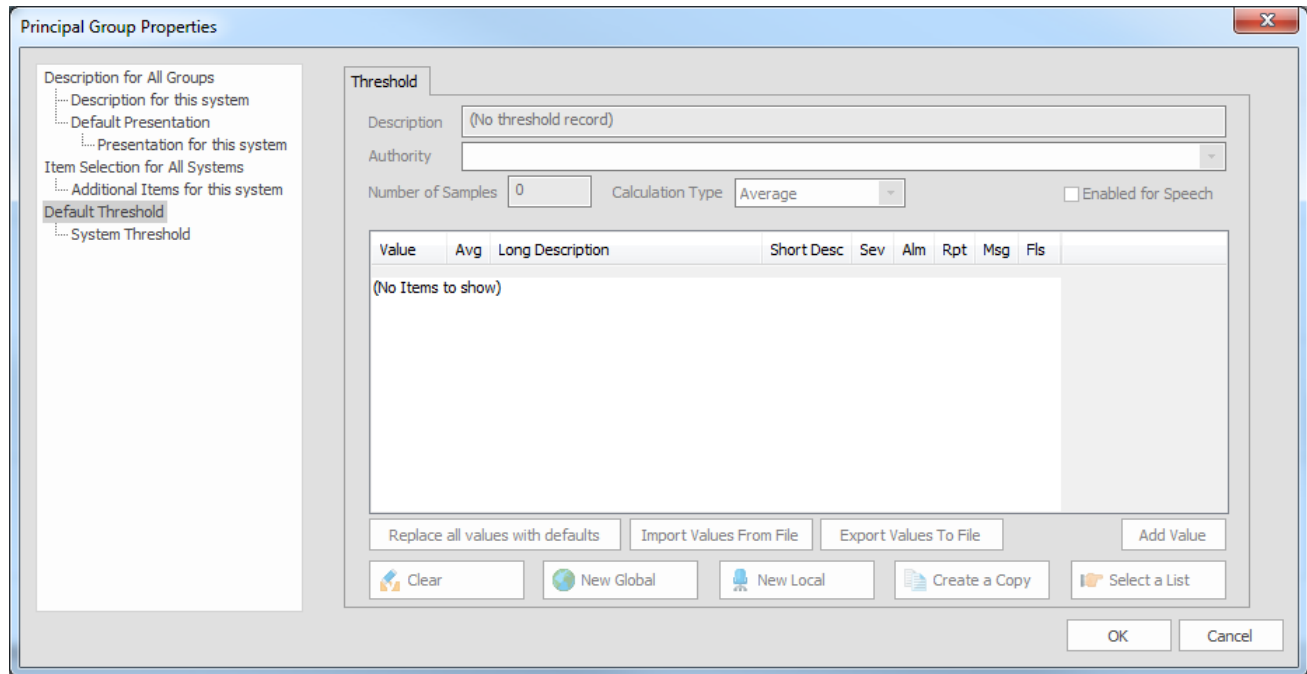 Principal Group Properties
Description for All Groups
Description for this system
Default Presentation
Presentation for this system
Item Selection for All Systems
Additional Items for this system
Default Threshold
System Threshold
Threshold
Description (No threshold record)
Authority
Number of Samples 0 Calculation Type Average Enabled for Speech
Value Avg Long Description Short Desc Sev Alm Rpt Msg Fls
(No Items to show)
Replace all values with defaults Import Values From File Export Values To File Add Value
Clear New Global New Local Create a Copy Select a List
OK Cancel